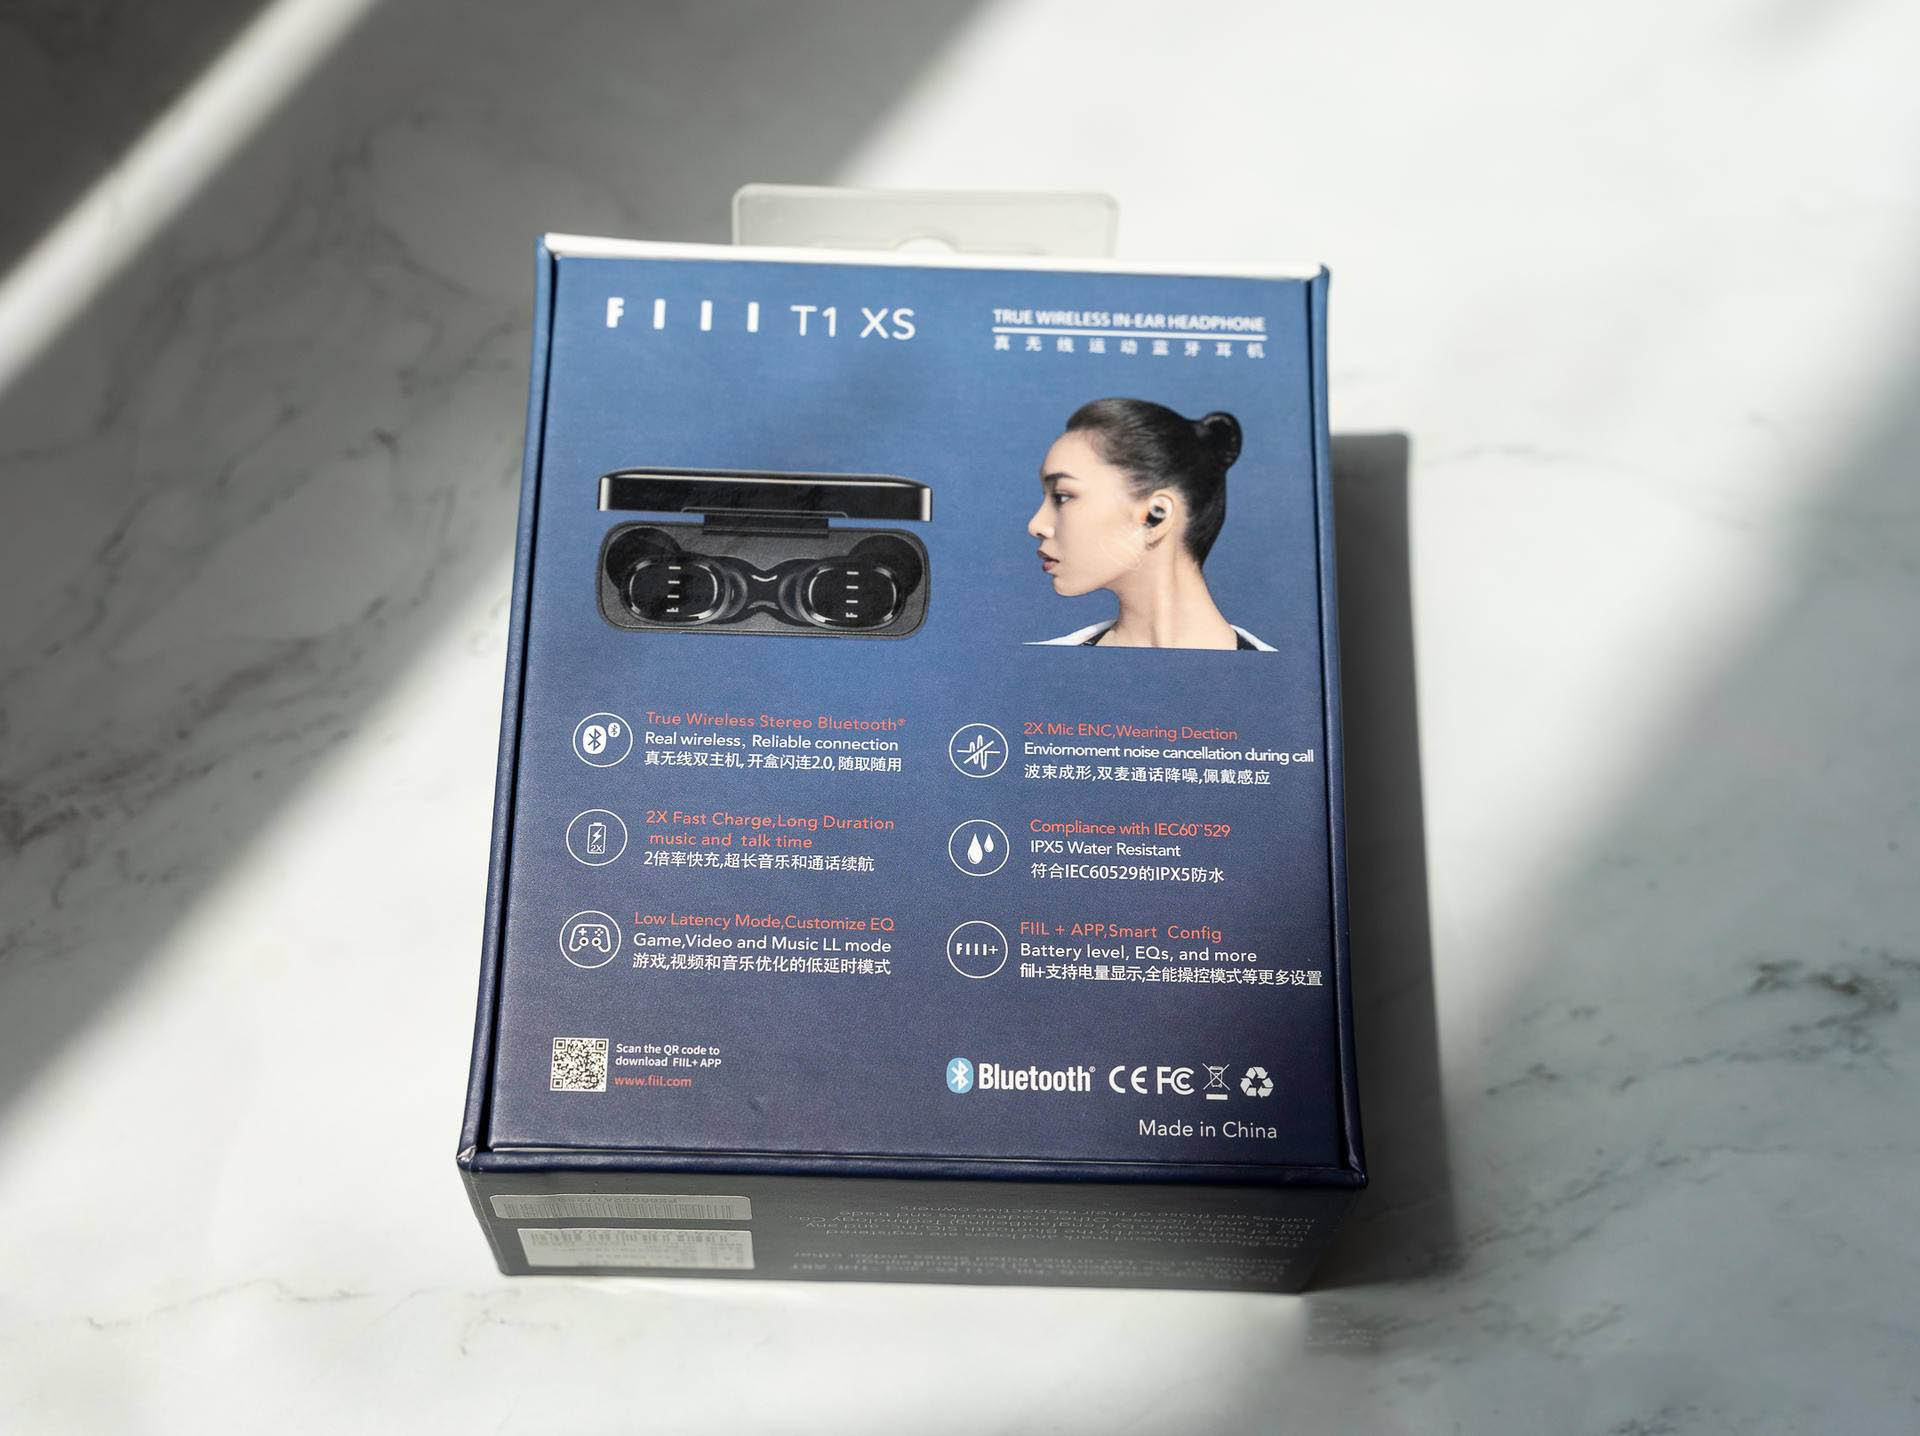 FIIL T1 XS
TRUE WIRELESS IN-EAR HEADPHONE
真无线运动蓝牙耳机
FIIL
FIIL
True Wireless Stereo Bluetooth®
Real wireless, Reliable connection
真无线双主机,开盒闪连2.0,随取随用
2X Mic ENC,Wearing Dection
Enviornoment noise cancellation during call
波束成形,双麦通话降噪,佩戴感应
2X
2X Fast Charge,Long Duration
music and talk time
2倍率快充,超长音乐和通话续航
Compliance with IEC60¨529
IPX5 Water Resistant
符合IEC60529的IPX5防水
Low Latency Mode,Customize EQ
Game,Video and Music LL mode
游戏,视频和音乐优化的低延时模式
FIIL+
FIIL + APP,Smart Config
Battery level, EQs, and more
fiil+支持电量显示,全能操控模式等更多设置
Scan the QR code to
download FIIL+ APP
www.fiil.com
Bluetooth® CE FC
Made in China